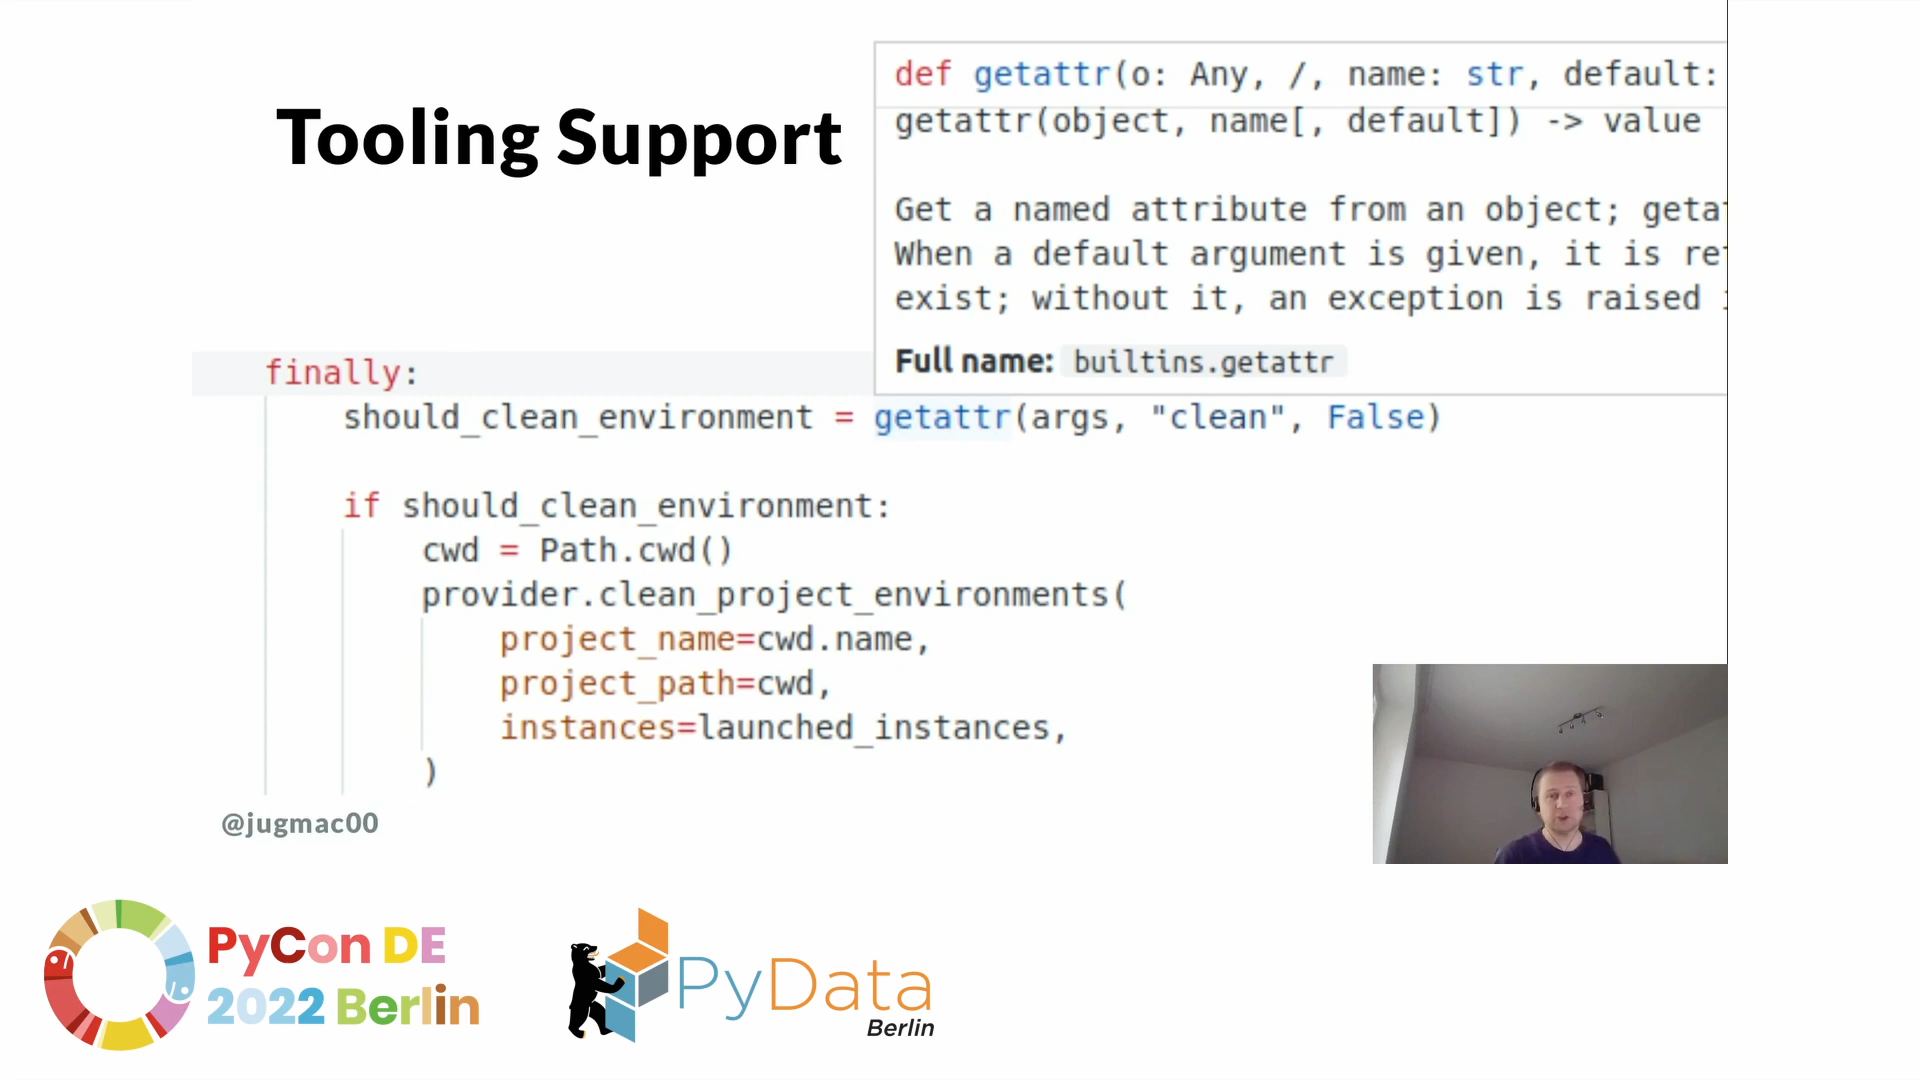 Tooling Support
def getattr(o: Any, /, name: str, default:
getattr(object, name[, default]) -> value
Get a named attribute from an object;
When a default argument is given, it is
exist; without it, an exception is raised
Full name: builtins.getattr
finally:
should_clean_environment = getattr(args, "clean", False)
if should_clean_environment:
cwd = Path.cwd()
provider.clean_project_environments(
project_name=cwd.name,
project_path=cwd,
instances=launched_instances,
)
@jugmac00
PyCon DE
2022 Berlin
PyData
Berlin